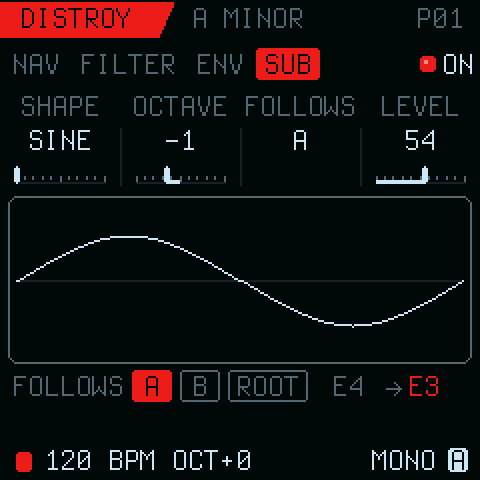 DISTROY A MINOR P01
NAV FILTER ENV SUB ON
SHAPE OCTAVE FOLLOWS LEVEL
SINE -1 A 54
FOLLOWS A B ROOT E4 →E3
120 BPM OCT+0 MONO A